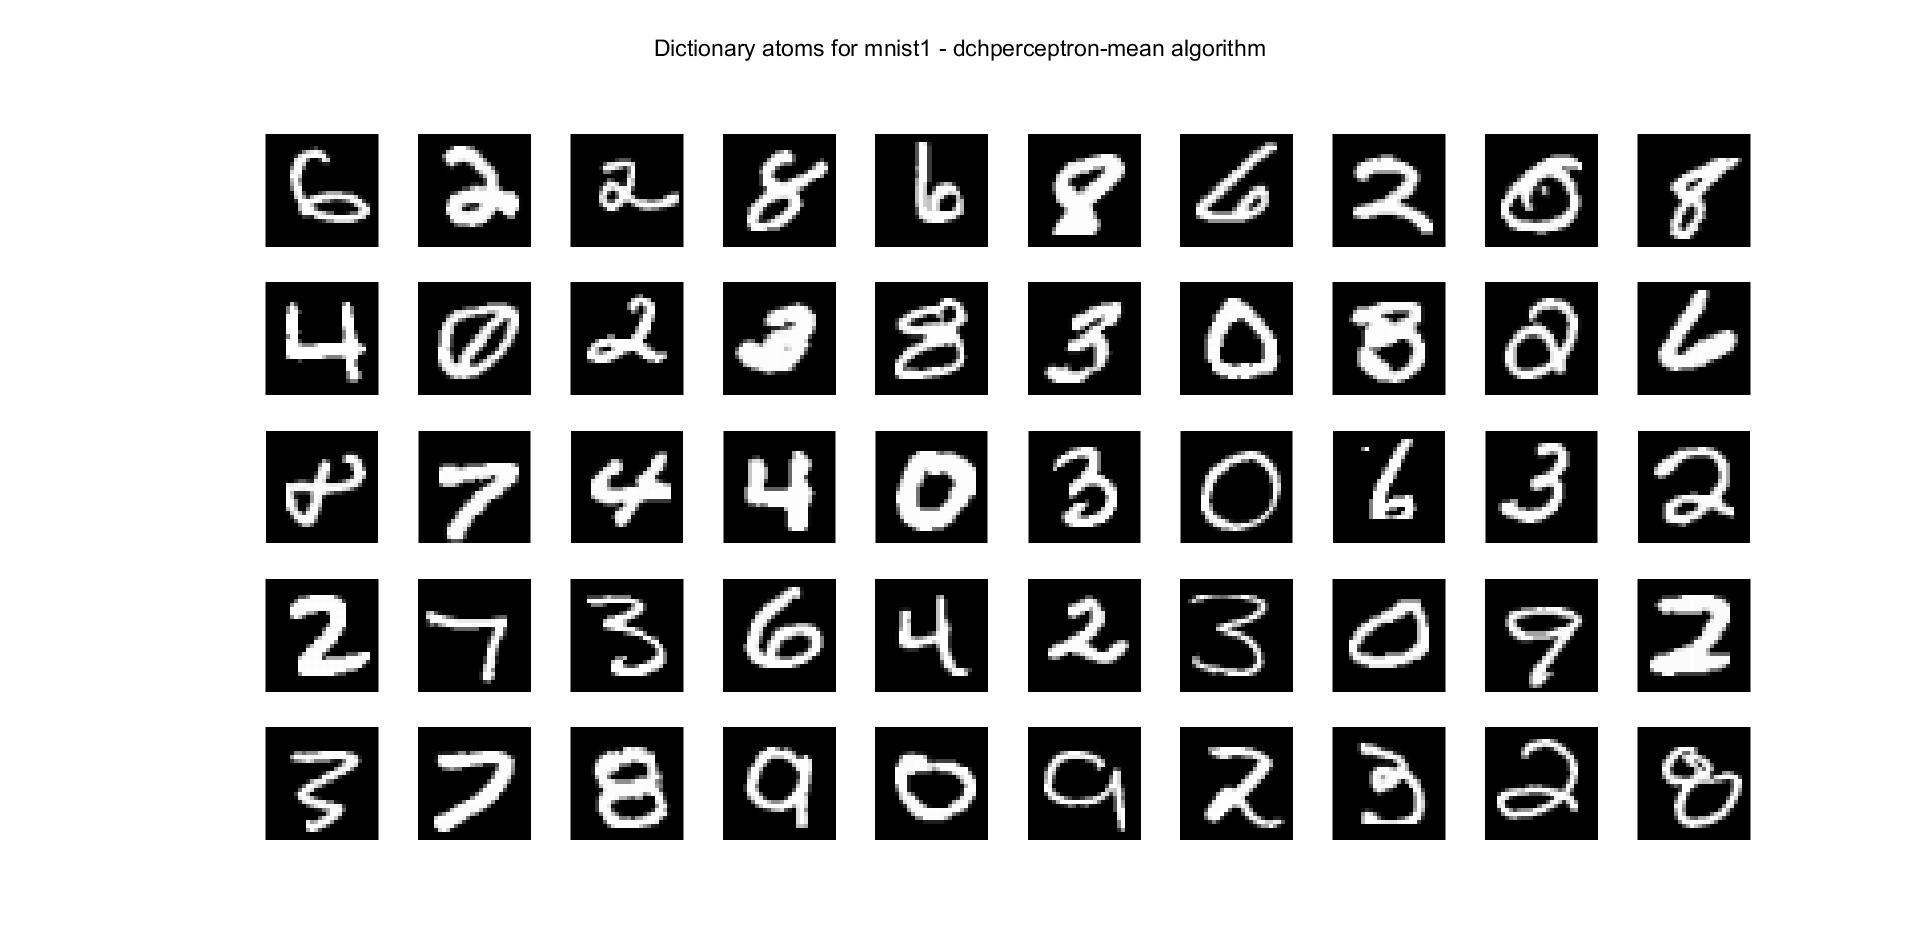 Dictionary atoms for mnist1 - dchperceptron-mean algorithm
6 2 2 8 6 8 6 2 0 8
4 0 2 2 8 3 0 8 2 6
8 7 4 4 0 3 0 6 3 2
2 7 3 6 4 2 3 0 9 2
3 7 8 9 0 9 2 3 2 8